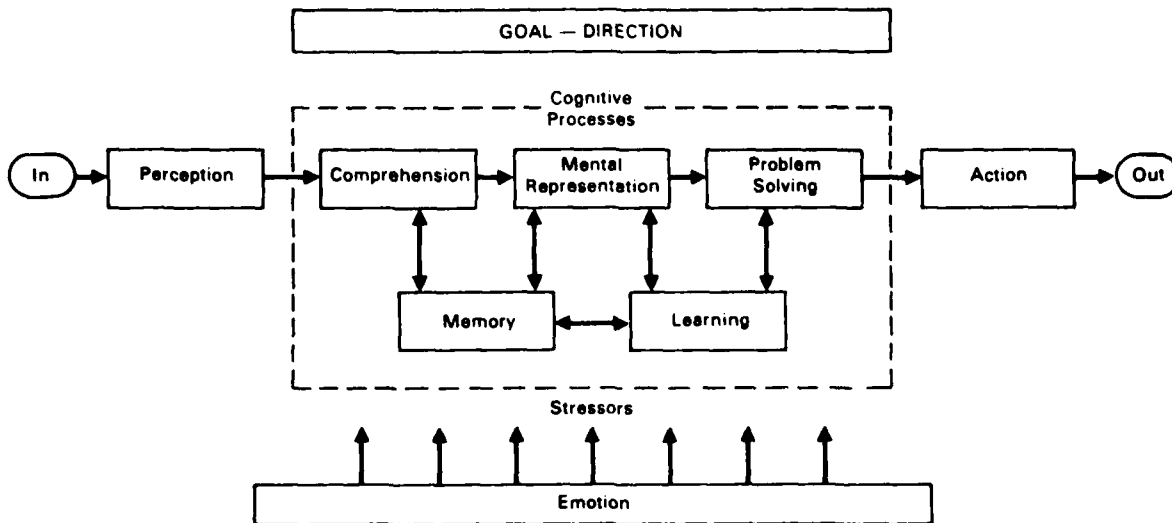 GOAL — DIRECTION
Cognitive
Processes
In
Perception
Comprehension
Mental
Representation
Problem
Solving
Action
Out
Memory
Learning
Stressors
Emotion